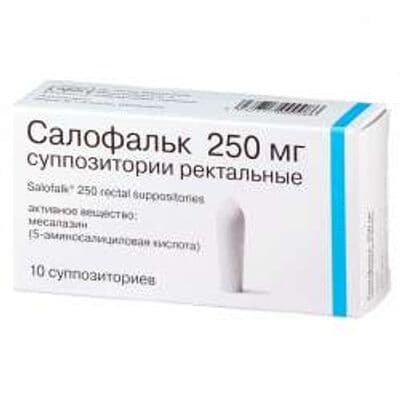 Салофальк 250 мг
суппозитории ректальные
Salofalk® 250 rectal suppositories
активное вещество:
месалазин
(5-аминосалициловая кислота)
10 суппозиториев